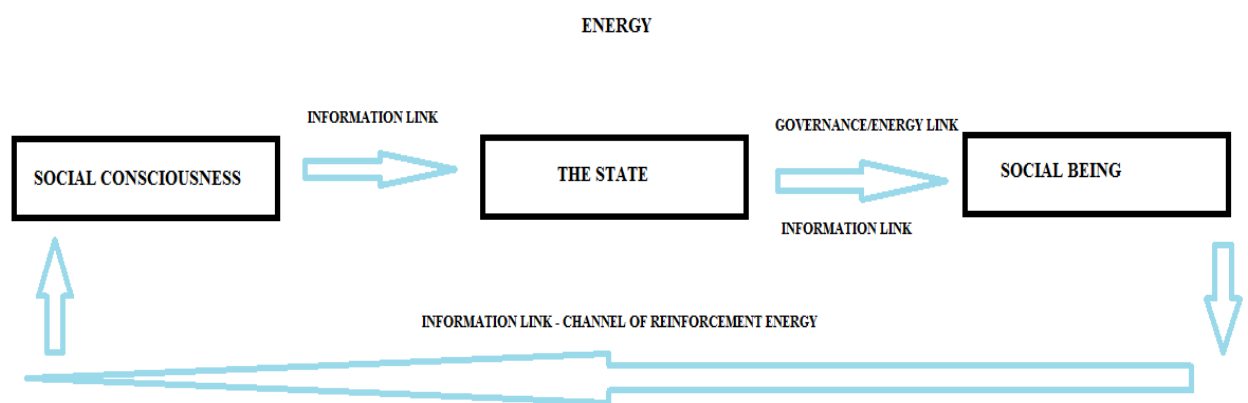 ENERGY
INFORMATION LINK
GOVERNANCE/ENERGY LINK
SOCIAL CONSCIOUSNESS
THE STATE
SOCIAL BEING
INFORMATION LINK
INFORMATION LINK - CHANNEL OF REINFORCEMENT ENERGY